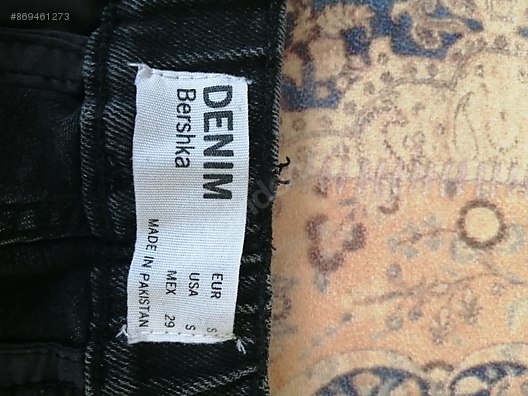 #869461273
DENIM
Bershka
EUR S
USA S
MEX 29
MADE IN PAKISTAN